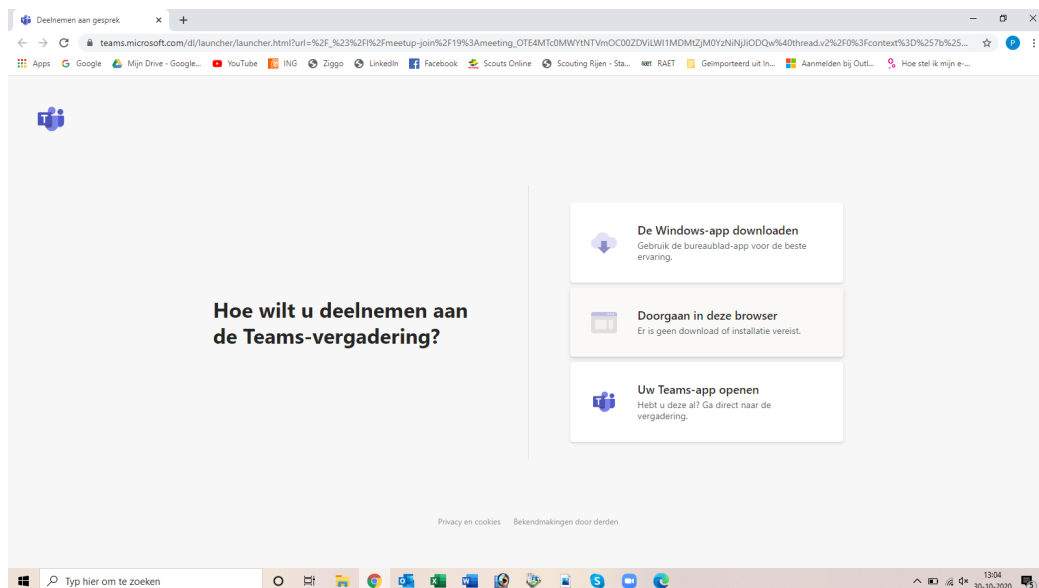 Deelnemen aan gesprek
teams.microsoft.com/dl/launcher/launcher.html?url=%2F_%23%2Fl%2Fmeetup-join%2F19%3Ameeting_OTE4MTc0MWYtNTVmOC00ZDViLWI1MDMtZjM0YzNiNjJiODQw%40thread.v2%2F0%3Fcontext%3D%257b%25...
Apps Google Mijn Drive - Google... YouTube ING Ziggo LinkedIn Facebook Scouts Online Scouting Rijen - Sta... RAET Geïmporteerd uit In... Aanmelden bij Outl... Hoe stel ik mijn e-...
De Windows-app downloaden
Gebruik de bureaublad-app voor de beste
ervaring.
Hoe wilt u deelnemen aan
de Teams-vergadering?
Doorgaan in deze browser
Er is geen download of installatie vereist.
Uw Teams-app openen
Hebt u deze al? Ga direct naar de
vergadering.
Privacy en cookies Bekendmakingen door derden
Typ hier om te zoeken
13:04
30-10-2020